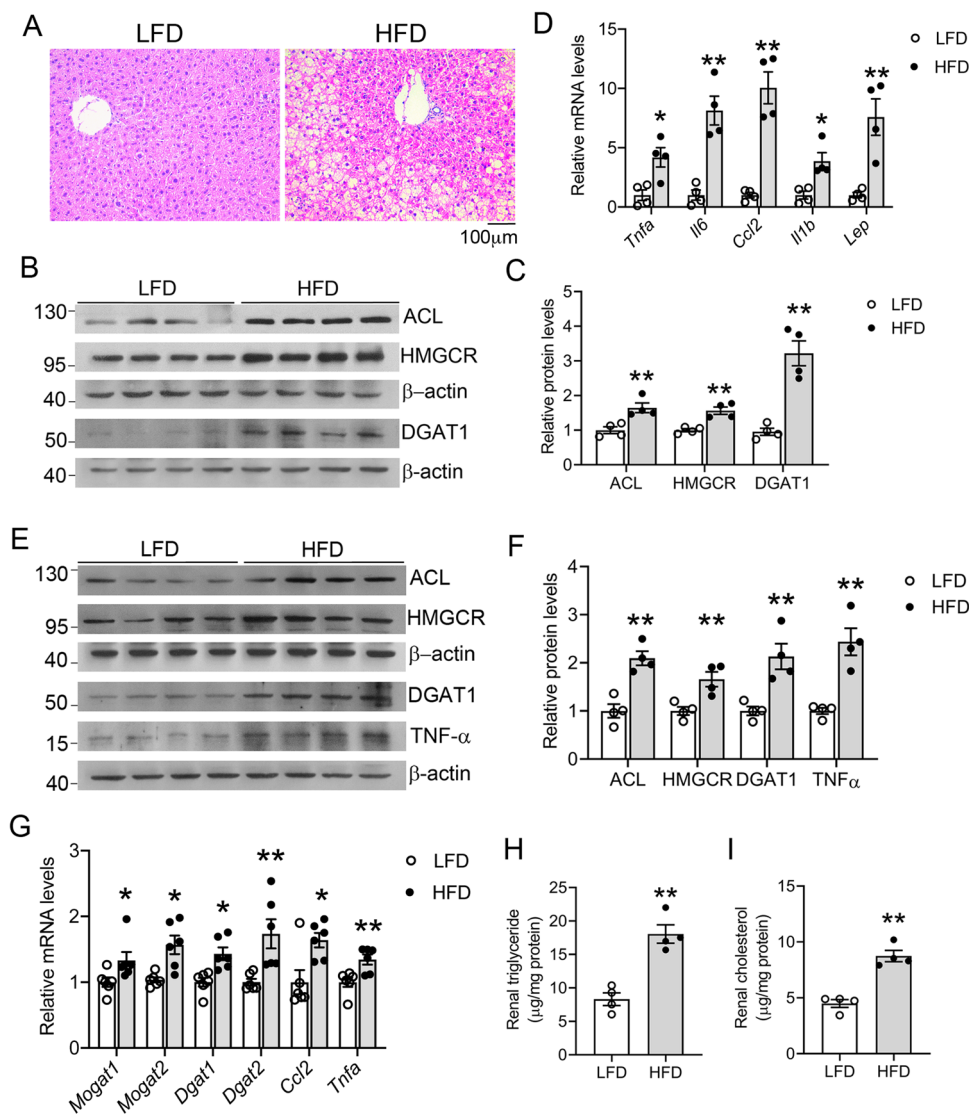 A
LFD
HFD
100μm
D
Relative mRNA levels
15
10
5
0
*
**
**
*
**
LFD
HFD
Tnfa
Il6
Ccl2
Il1b
Lep
B
LFD
HFD
130
ACL
95
HMGCR
40
β–actin
50
DGAT1
40
β-actin
C
Relative protein levels
5
4
3
2
1
0
**
**
**
LFD
HFD
ACL
HMGCR
DGAT1
E
LFD
HFD
130
ACL
95
HMGCR
40
β–actin
50
DGAT1
15
TNF-α
40
β-actin
F
Relative protein levels
4
3
2
1
0
**
**
**
**
LFD
HFD
ACL
HMGCR
DGAT1
TNFα
G
Relative mRNA levels
3
2
1
0
*
*
*
**
*
**
LFD
HFD
Mogat1
Mogat2
Dgat1
Dgat2
Ccl2
Tnfa
H
Renal triglyceride
(μg/mg protein)
25
20
15
10
5
0
**
LFD
HFD
I
Renal cholesterol
(μg/mg protein)
15
10
5
0
**
LFD
HFD